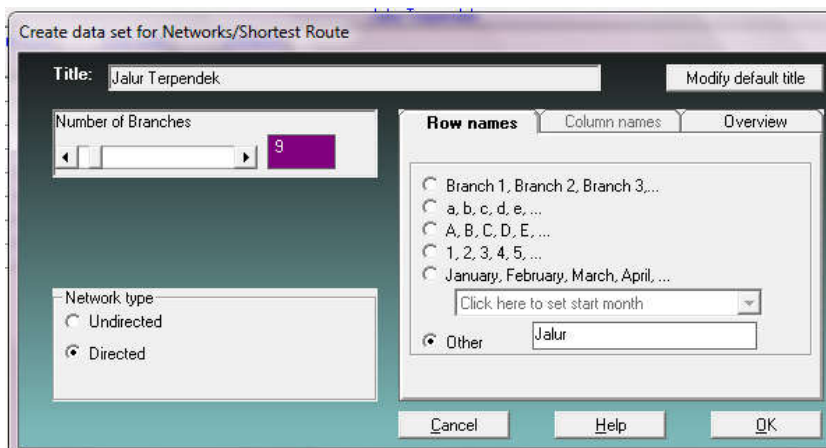 Create data set for Networks/Shortest Route
Title: Jalur Terpendek
Modify default title
Number of Branches
9
Row names Column names Overview
Branch 1, Branch 2, Branch 3,...
a, b, c, d, e, ...
A, B, C, D, E, ...
1, 2, 3, 4, 5, ...
January, February, March, April, ...
Click here to set start month
Other Jalur
Network type
Undirected
Directed
Cancel Help OK